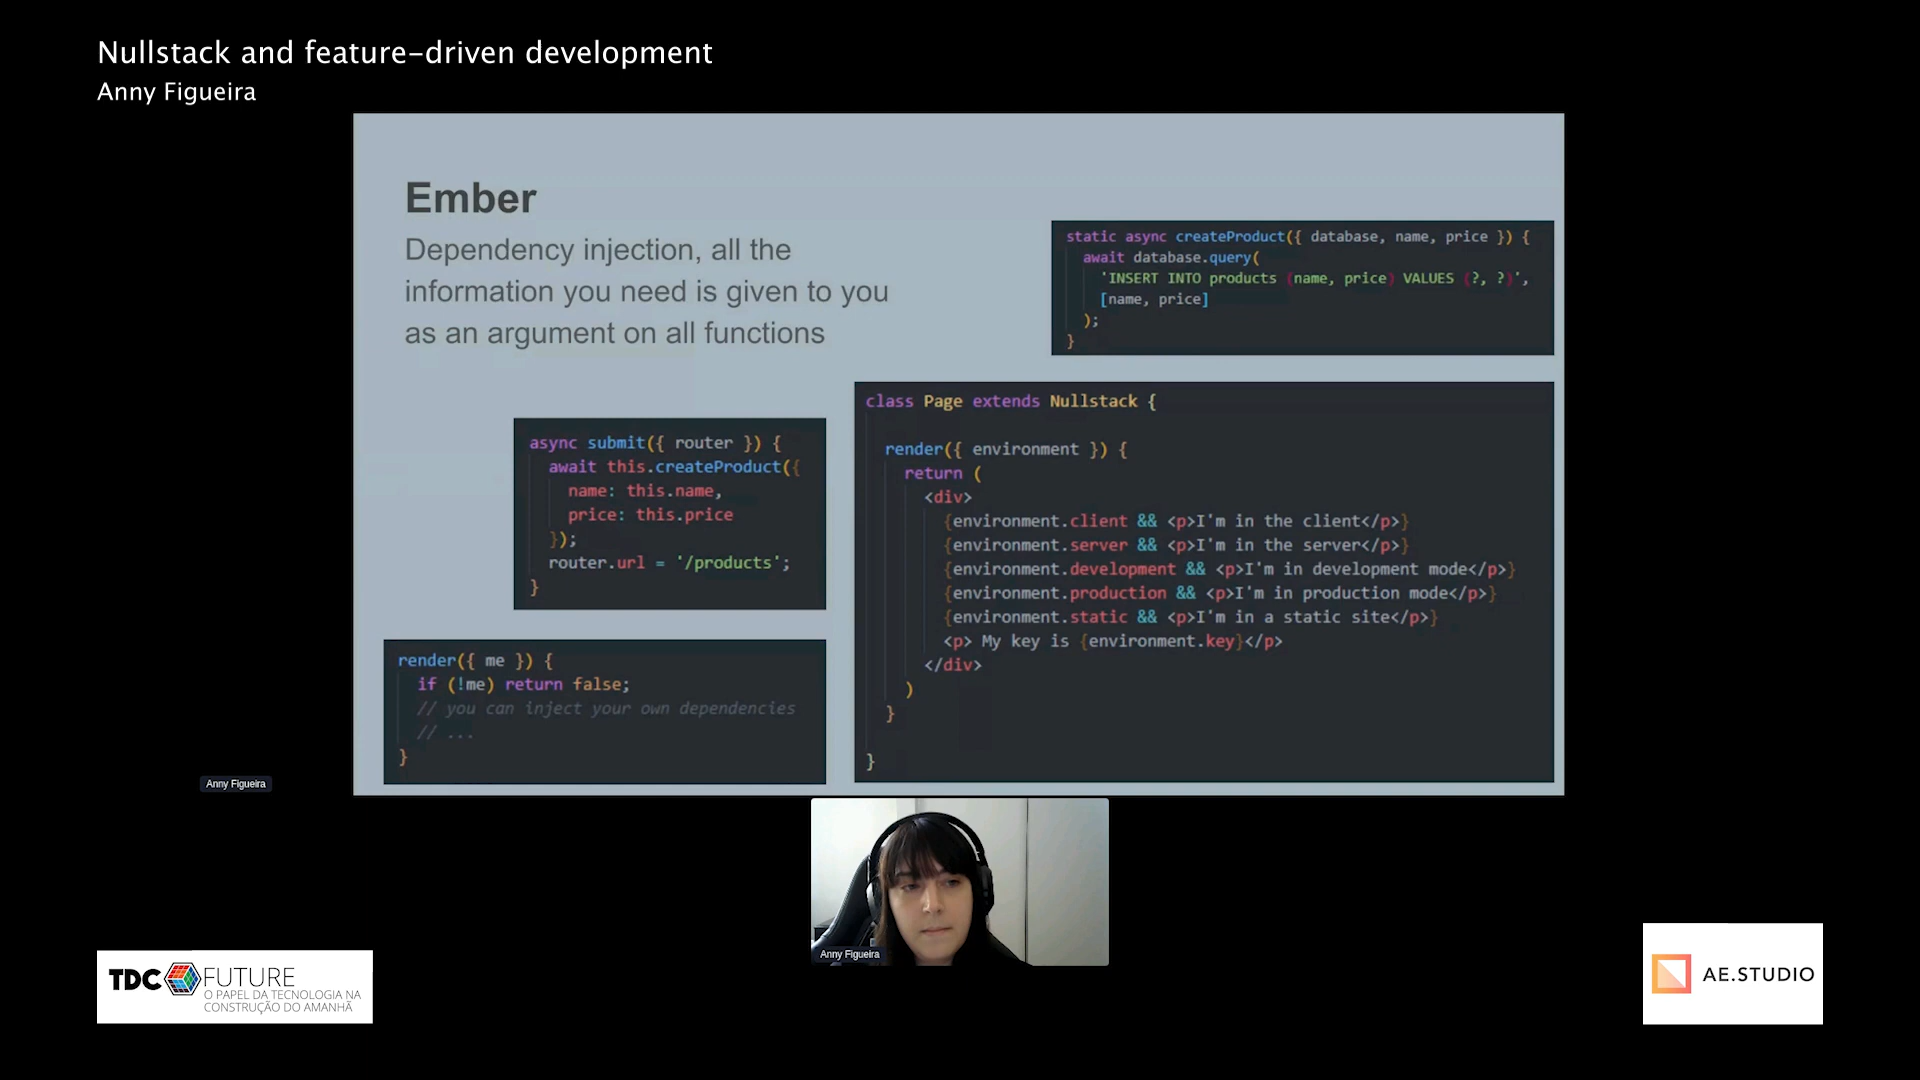 Nullstack and feature-driven development
Anny Figueira
Ember
Dependency injection, all the
information you need is given to you
as an argument on all functions
static async createProduct({ database, name, price }) {
await database.query(
'INSERT INTO products (name, price) VALUES (?, ?)',
[name, price]
);
}
async submit({ router }) {
await this.createProduct({
name: this.name,
price: this.price
});
router.url = '/products';
}
render({ me }) {
if (!me) return false;
// you can inject your own dependencies
// ...
}
class Page extends Nullstack {
render({ environment }) {
return (
<div>
{environment.client && <p>I'm in the client</p>}
{environment.server && <p>I'm in the server</p>}
{environment.development && <p>I'm in development mode</p>}
{environment.production && <p>I'm in production mode</p>}
{environment.static && <p>I'm in a static site</p>}
<p> My key is {environment.key}</p>
</div>
)
}
}
Anny Figueira
Anny Figueira
TDC FUTURE
O PAPEL DA TECNOLOGIA NA
CONSTRUÇÃO DO AMANHÃ
AE.STUDIO